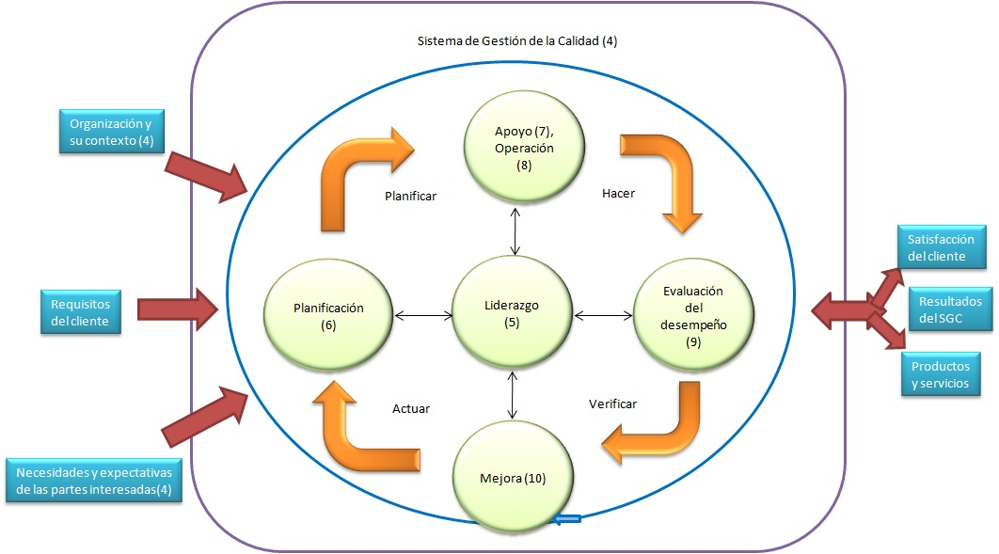 Sistema de Gestión de la Calidad (4)
Organización y
su contexto (4)
Apoyo (7),
Operación
(8)
Planificar
Hacer
Satisfacción
del cliente
Requisitos
del cliente
Planificación
(6)
Liderazgo
(5)
Evaluación
del
desempeño
(9)
Resultados
del SGC
Productos
y servicios
Actuar
Verificar
Necesidades y expectativas
de las partes interesadas(4)
Mejora (10)